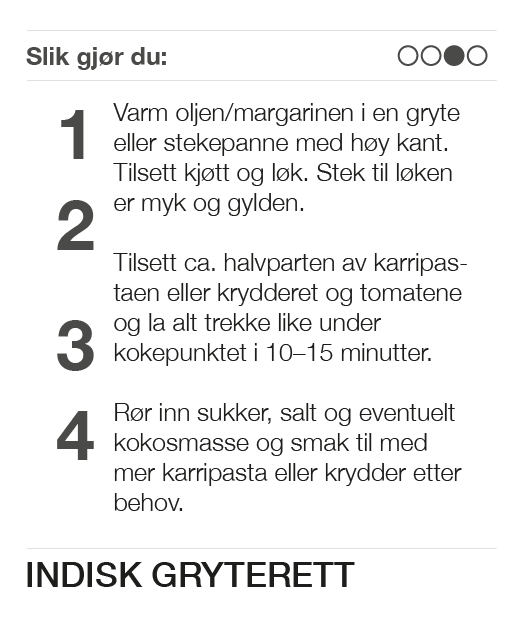 Slik gjør du:
1
Varm oljen/margarinen i en gryte
eller stekepanne med høy kant.
Tilsett kjøtt og løk. Stek til løken
er myk og gylden.
2
Tilsett ca. halvparten av karripas-
taen eller krydderet og tomatene
og la alt trekke like under
kokepunktet i 10–15 minutter.
3
Rør inn sukker, salt og eventuelt
kokosmasse og smak til med
mer karripasta eller krydder etter
behov.
4
INDISK GRYTERETT